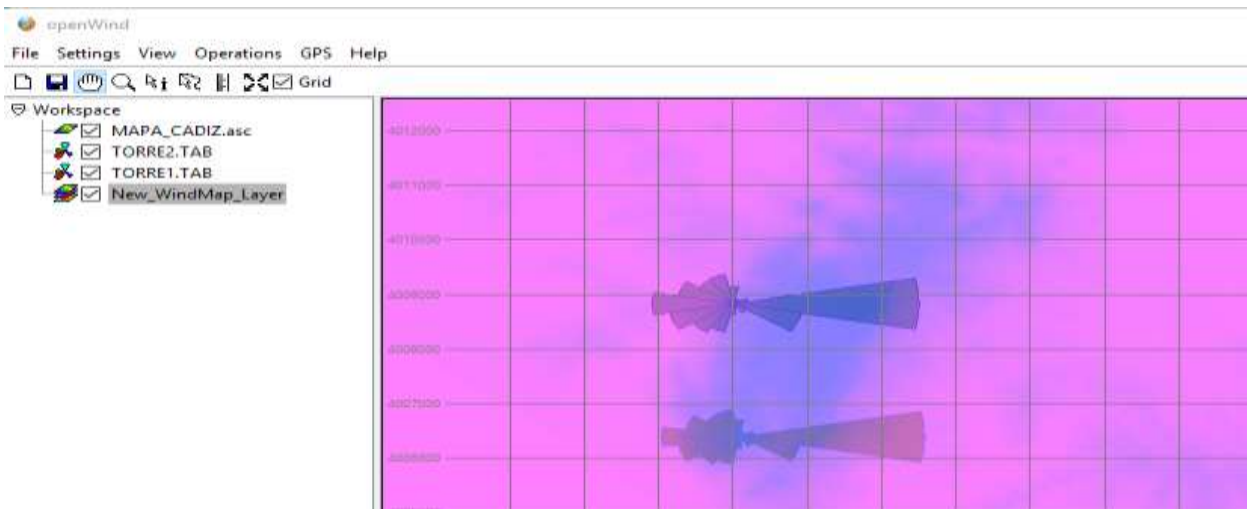 openWind
File Settings View Operations GPS Help
Grid
Workspace
MAPA_CADIZ.asc
TORRE2.TAB
TORRE1.TAB
New_WindMap_Layer
4012000
4011000
4010000
4009000
4008000
4007000
4006000